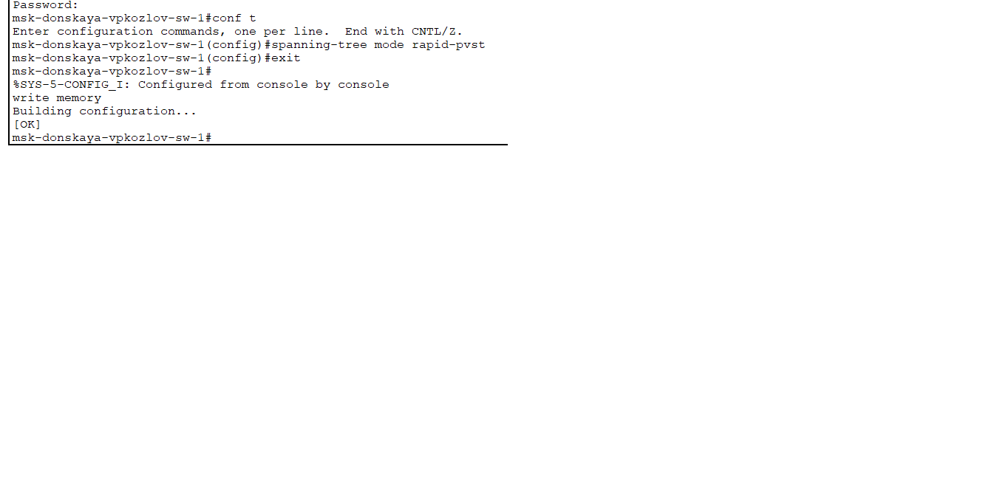 Password:
msk-donskaya-vpkozlov-sw-1#conf t
Enter configuration commands, one per line.  End with CNTL/Z.
msk-donskaya-vpkozlov-sw-1(config)#spanning-tree mode rapid-pvst
msk-donskaya-vpkozlov-sw-1(config)#exit
msk-donskaya-vpkozlov-sw-1#
%SYS-5-CONFIG_I: Configured from console by console
write memory
Building configuration...
[OK]
msk-donskaya-vpkozlov-sw-1#